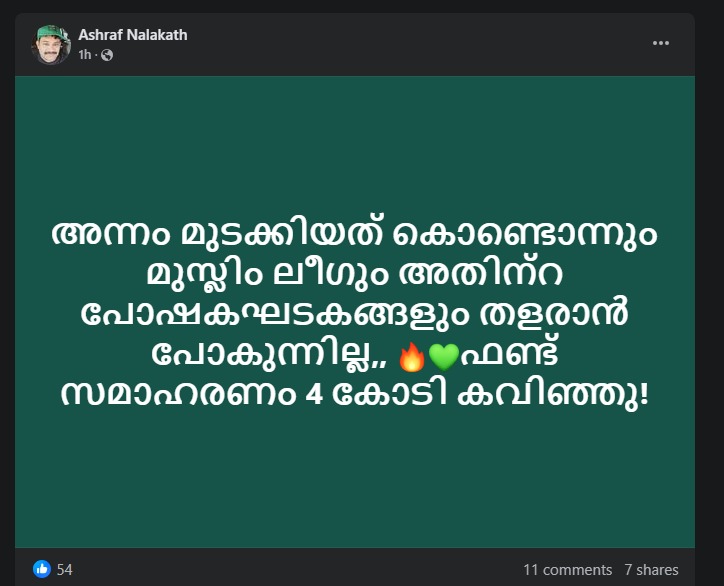 Ashraf Nalakath
1h ·
അന്നം മുടക്കിയത് കൊണ്ടൊന്നും
മുസ്ലിം ലീഗും അതിന്റ
പോഷകഘടകങ്ങളും തളരാൻ
പോകുന്നില്ല,, 🔥💚ഫണ്ട്
സമാഹരണം 4 കോടി കവിഞ്ഞു!
54
11 comments 7 shares